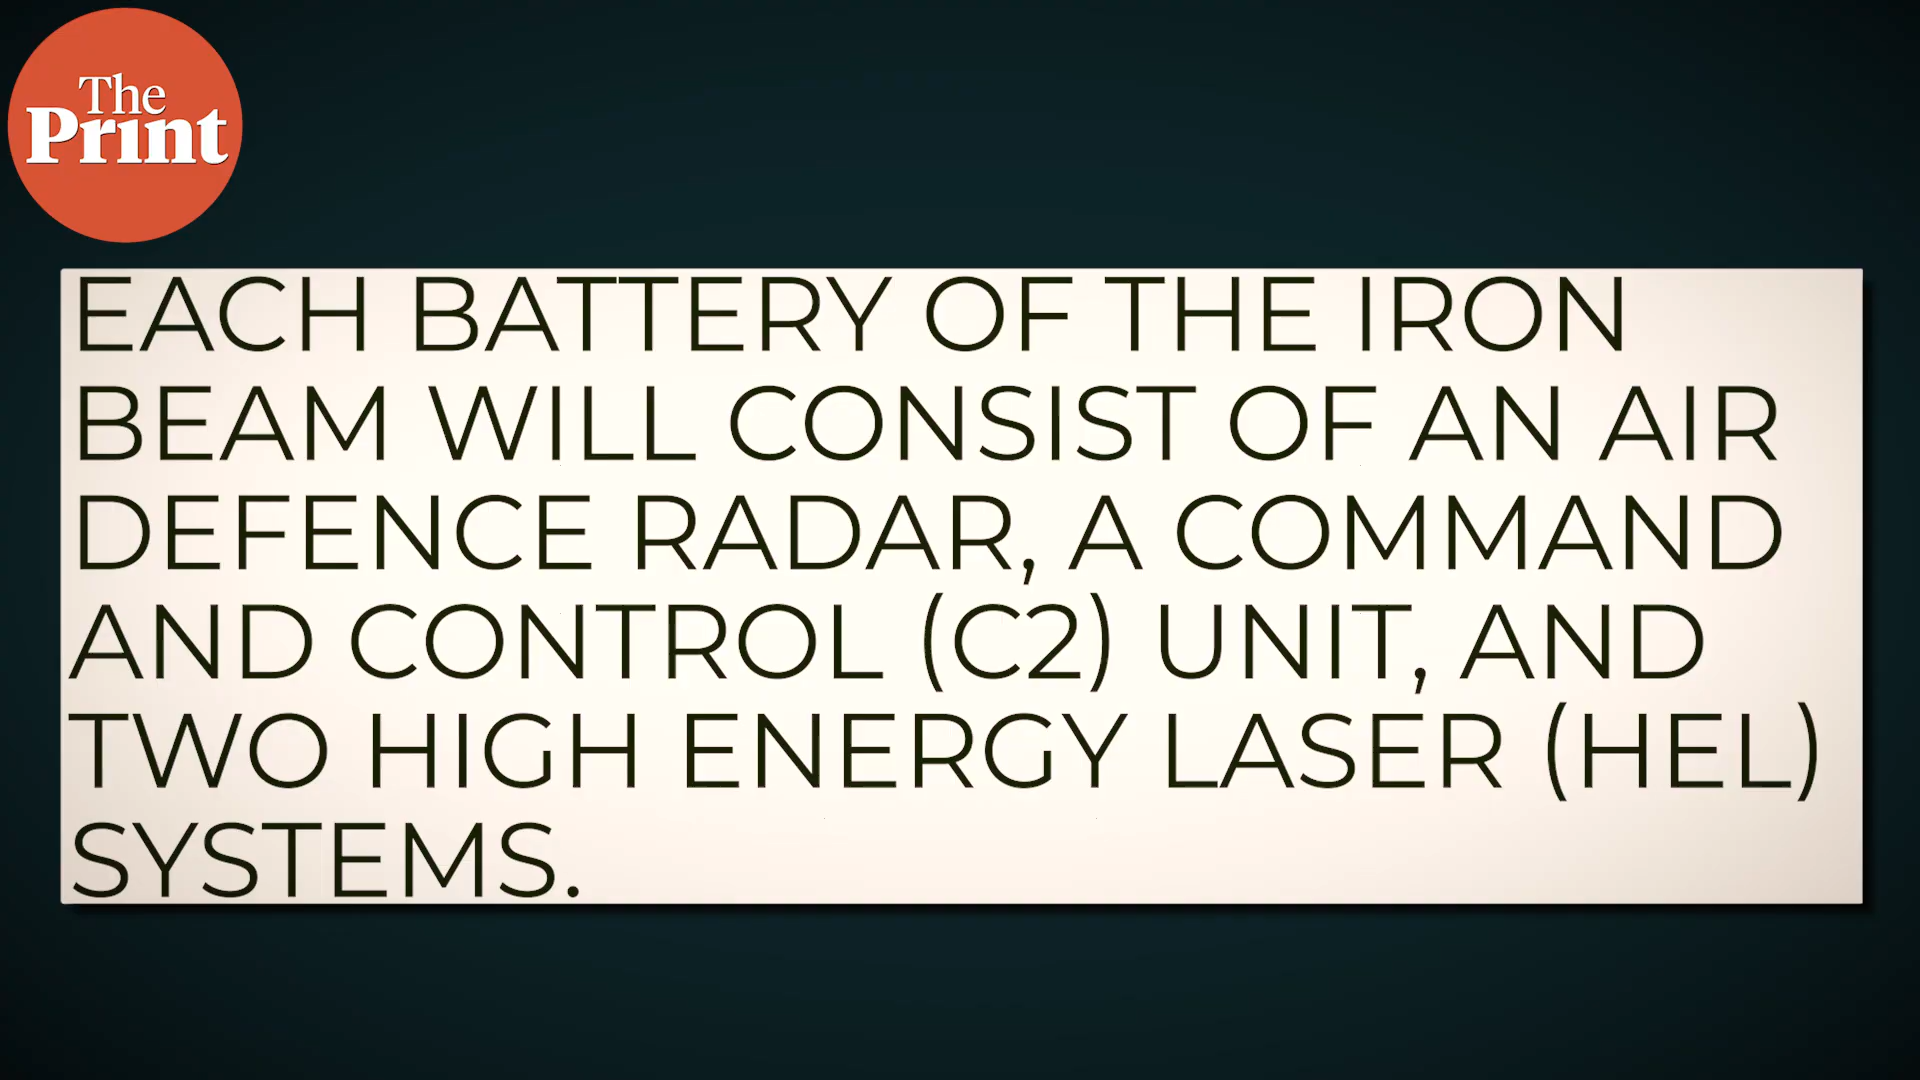 The
Print
EACH BATTERY OF THE IRON
BEAM WILL CONSIST OF AN AIR
DEFENCE RADAR, A COMMAND
AND CONTROL (C2) UNIT, AND
TWO HIGH ENERGY LASER (HEL)
SYSTEMS.